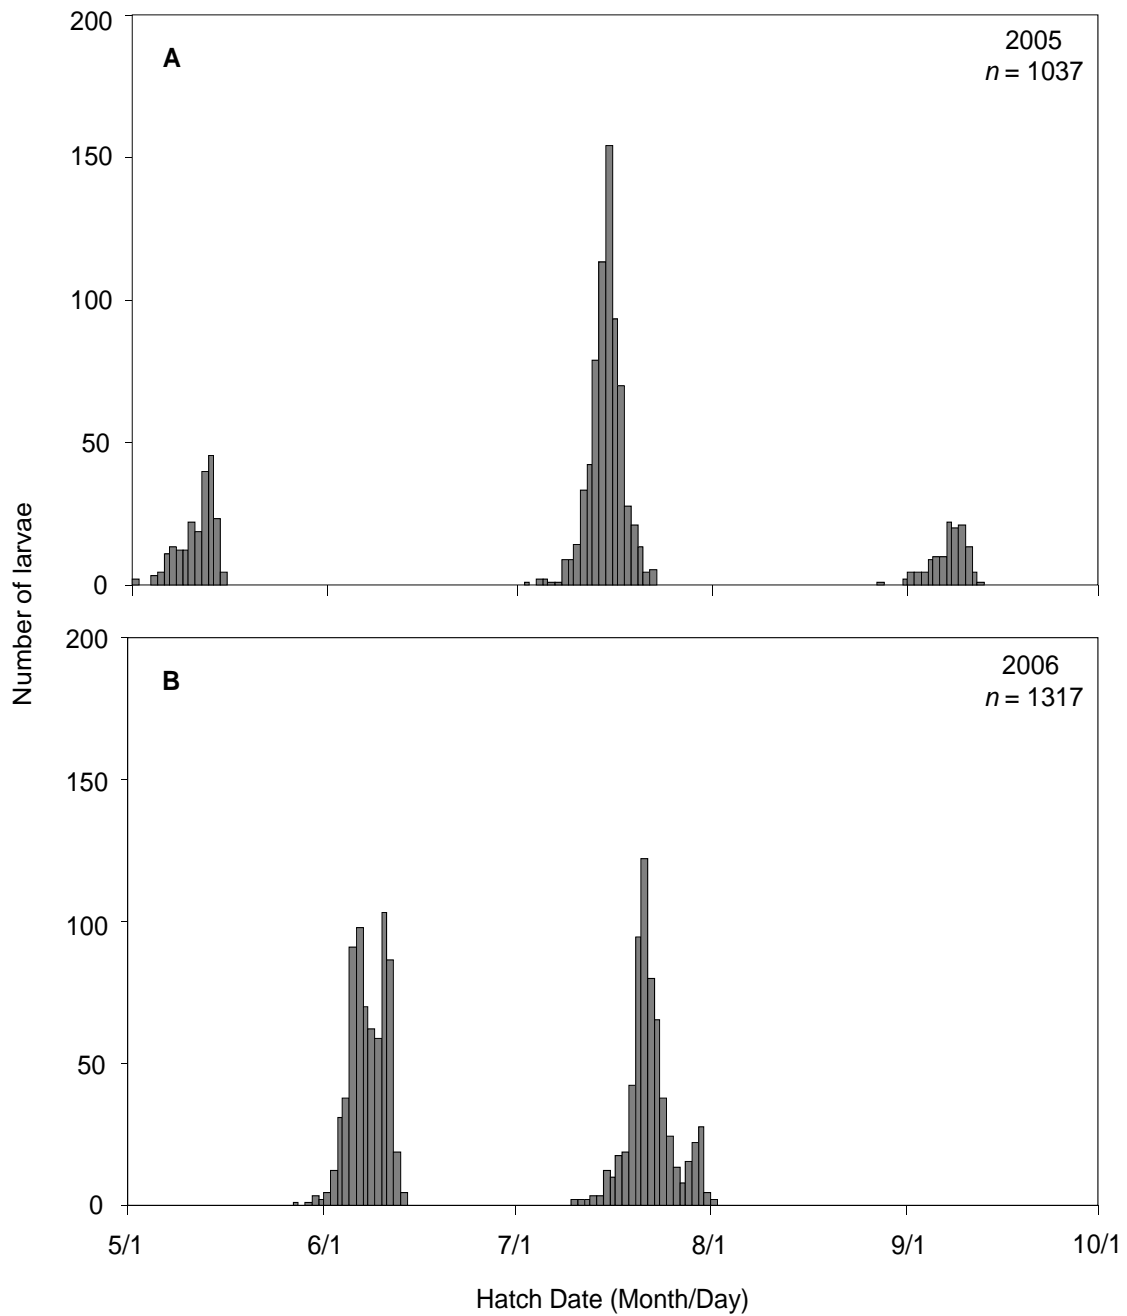 200
A
2005
n = 1037
150
100
50
0
Number of larvae
200
B
2006
n = 1317
150
100
50
0
5/1 6/1 7/1 8/1 9/1 10/1
Hatch Date (Month/Day)